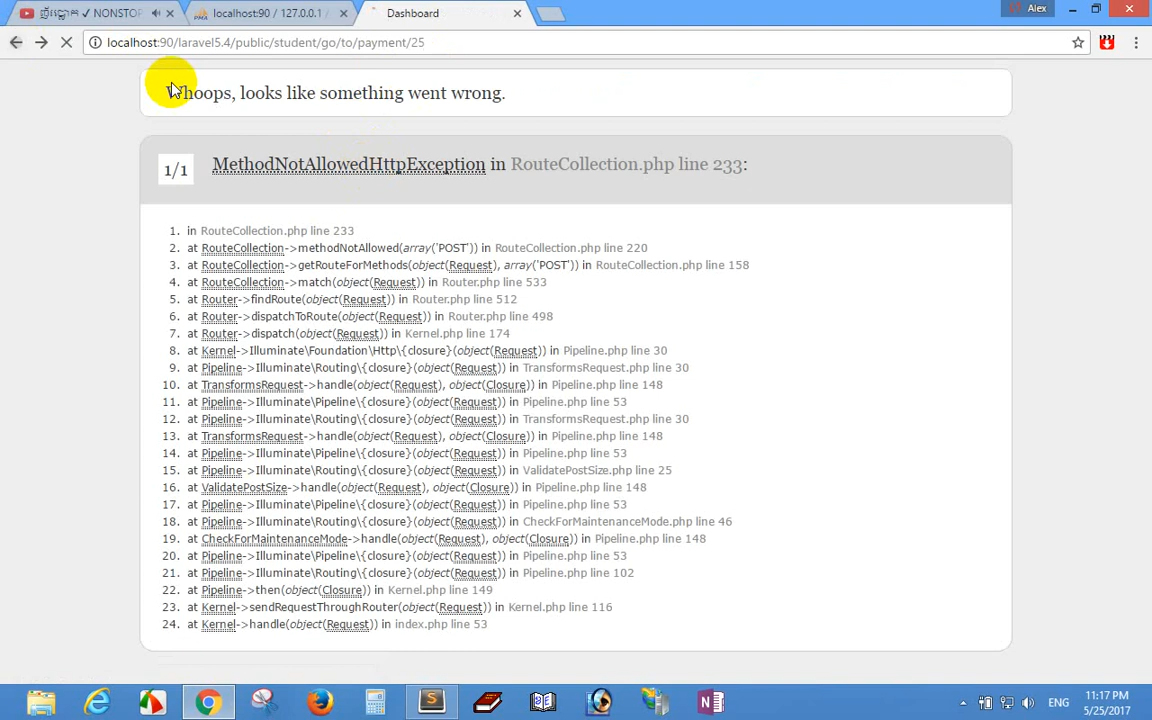 ញ័រច្រោក ✓ NONSTOP
localhost:90 / 127.0.0.1 /
Dashboard
Alex
localhost:90/laravel5.4/public/student/go/to/payment/25
Whoops, looks like something went wrong.
1/1 MethodNotAllowedHttpException in RouteCollection.php line 233:
1. in RouteCollection.php line 233
2. at RouteCollection->methodNotAllowed(array('POST')) in RouteCollection.php line 220
3. at RouteCollection->getRouteForMethods(object(Request), array('POST')) in RouteCollection.php line 158
4. at RouteCollection->match(object(Request)) in Router.php line 533
5. at Router->findRoute(object(Request)) in Router.php line 512
6. at Router->dispatchToRoute(object(Request)) in Router.php line 498
7. at Router->dispatch(object(Request)) in Kernel.php line 174
8. at Kernel->Illuminate\Foundation\Http\{closure}(object(Request)) in Pipeline.php line 30
9. at Pipeline->Illuminate\Routing\{closure}(object(Request)) in TransformsRequest.php line 30
10. at TransformsRequest->handle(object(Request), object(Closure)) in Pipeline.php line 148
11. at Pipeline->Illuminate\Pipeline\{closure}(object(Request)) in Pipeline.php line 53
12. at Pipeline->Illuminate\Routing\{closure}(object(Request)) in TransformsRequest.php line 30
13. at TransformsRequest->handle(object(Request), object(Closure)) in Pipeline.php line 148
14. at Pipeline->Illuminate\Pipeline\{closure}(object(Request)) in Pipeline.php line 53
15. at Pipeline->Illuminate\Routing\{closure}(object(Request)) in ValidatePostSize.php line 25
16. at ValidatePostSize->handle(object(Request), object(Closure)) in Pipeline.php line 148
17. at Pipeline->Illuminate\Pipeline\{closure}(object(Request)) in Pipeline.php line 53
18. at Pipeline->Illuminate\Routing\{closure}(object(Request)) in CheckForMaintenanceMode.php line 46
19. at CheckForMaintenanceMode->handle(object(Request), object(Closure)) in Pipeline.php line 148
20. at Pipeline->Illuminate\Pipeline\{closure}(object(Request)) in Pipeline.php line 53
21. at Pipeline->Illuminate\Routing\{closure}(object(Request)) in Pipeline.php line 102
22. at Pipeline->then(object(Closure)) in Kernel.php line 149
23. at Kernel->sendRequestThroughRouter(object(Request)) in Kernel.php line 116
24. at Kernel->handle(object(Request)) in index.php line 53
ENG
11:17 PM
5/25/2017